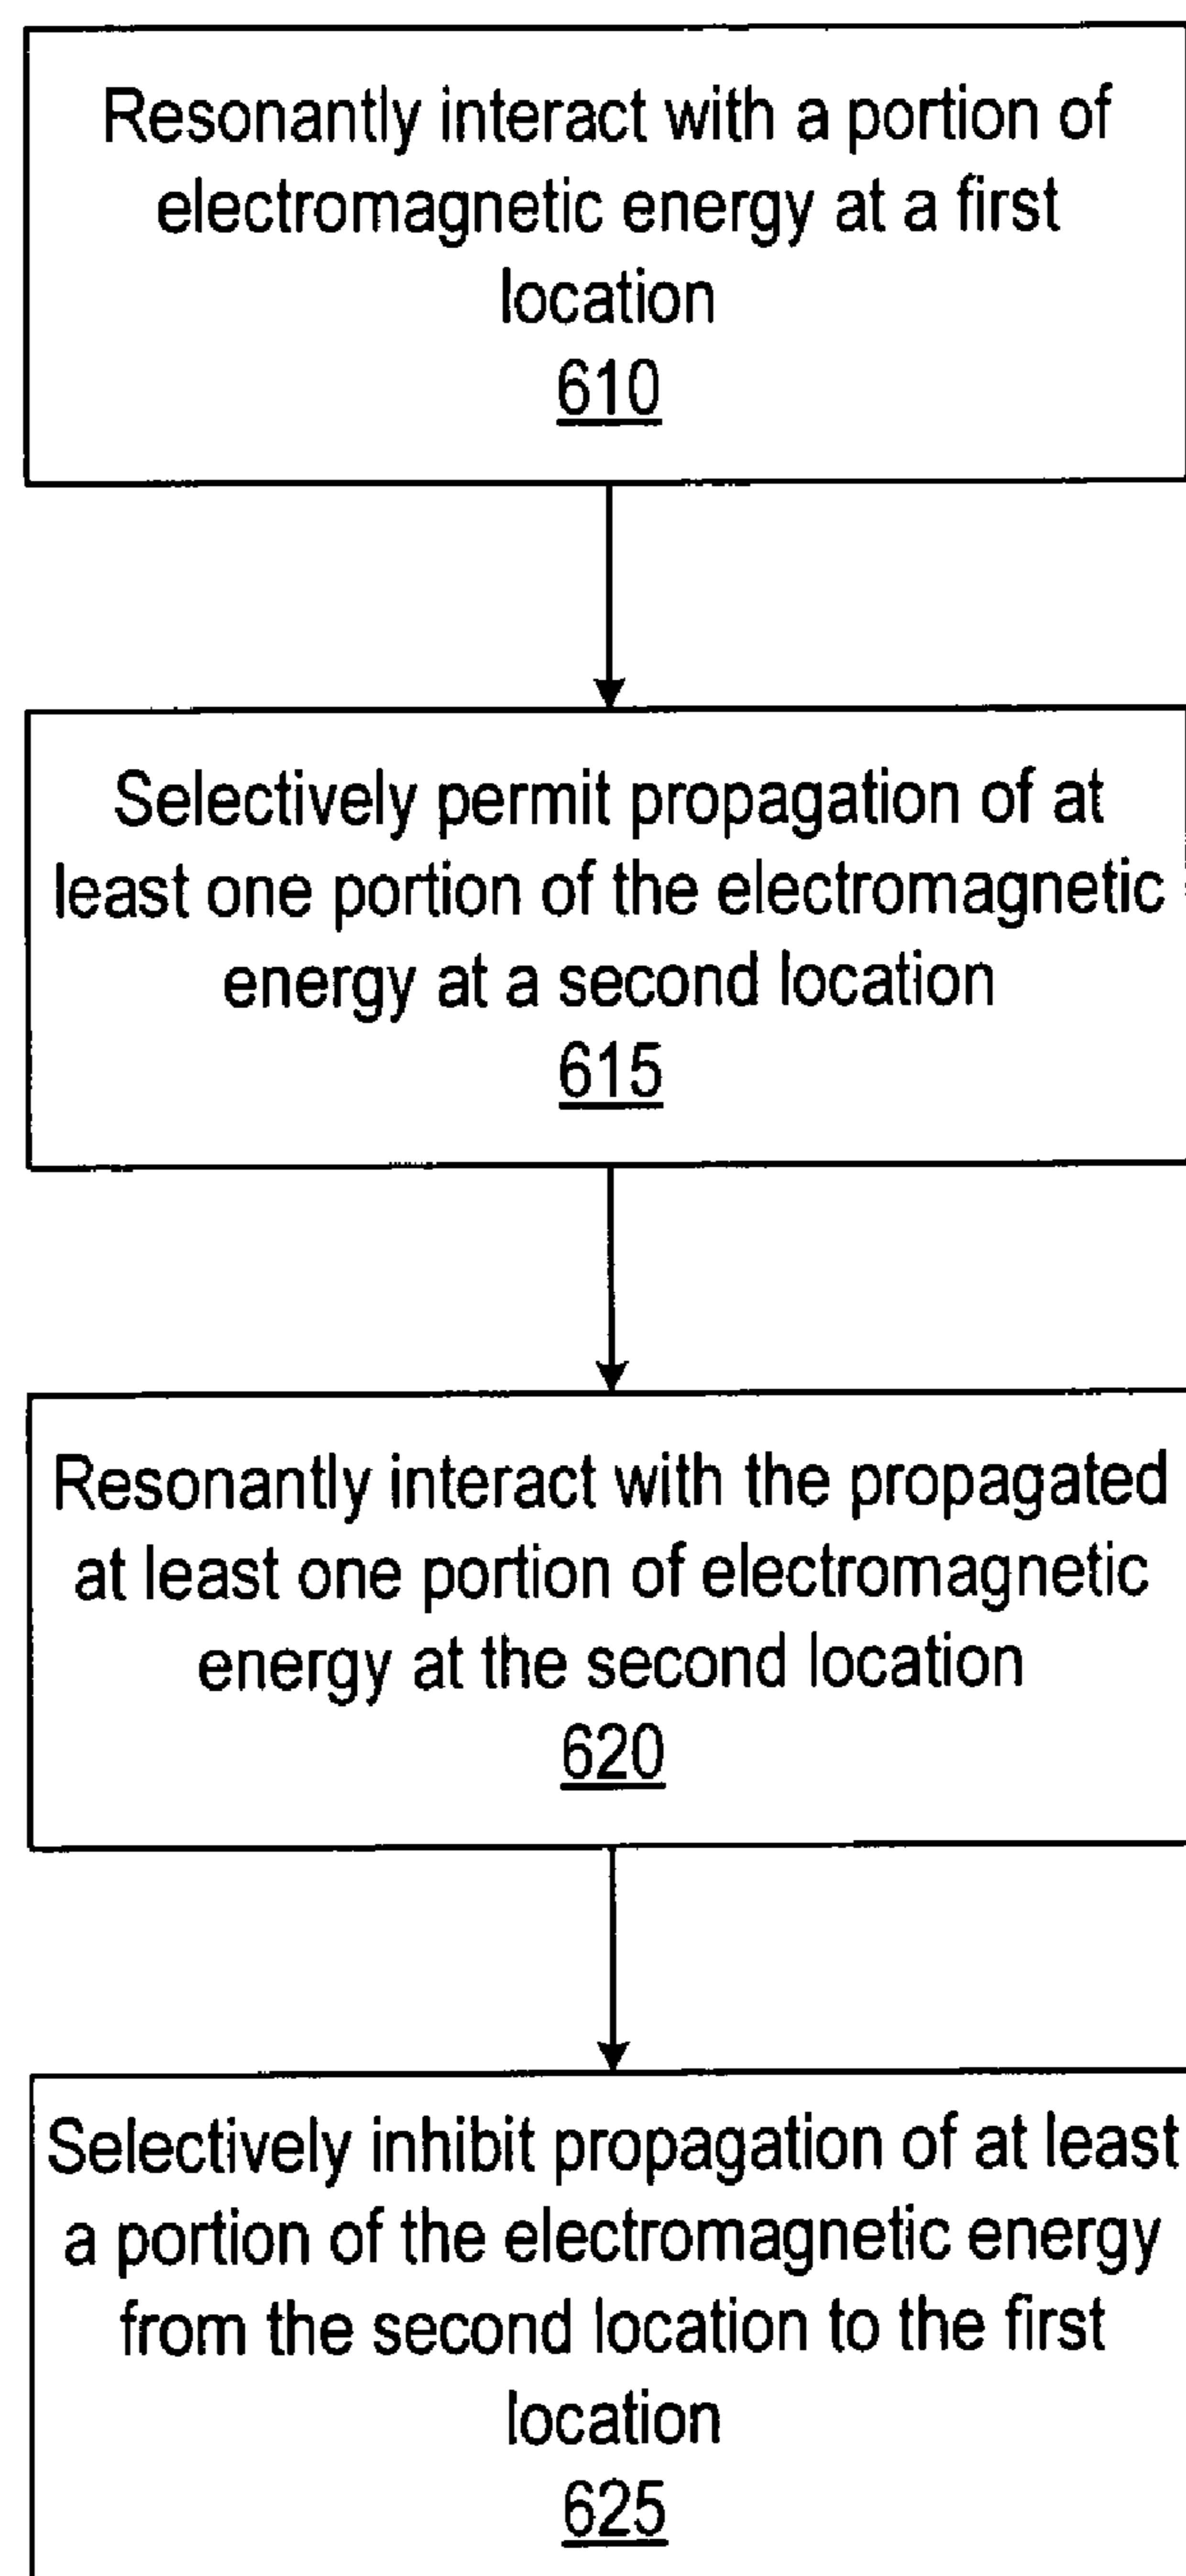 Resonantly interact with a portion of
electromagnetic energy at a first
location
610
Selectively permit propagation of at
least one portion of the electromagnetic
energy at a second location
615
Resonantly interact with the propagated
at least one portion of electromagnetic
energy at the second location
620
Selectively inhibit propagation of at least
a portion of the electromagnetic energy
from the second location to the first
location
625